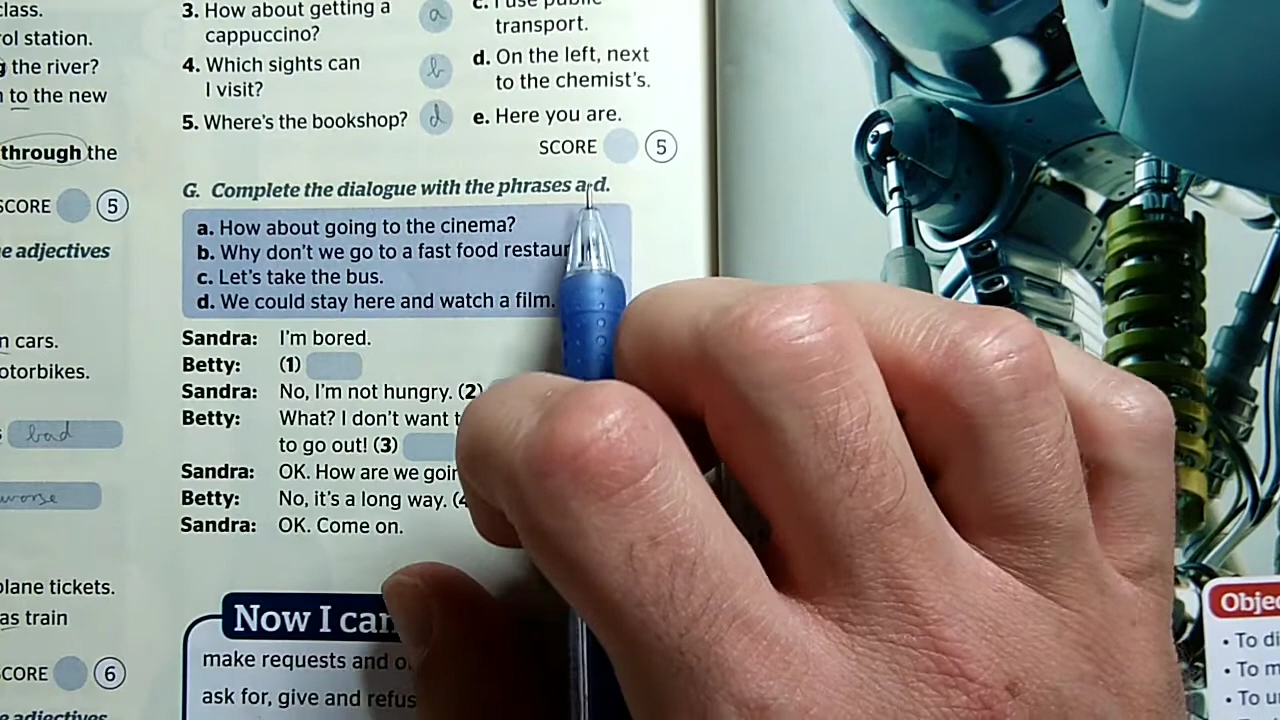 class.
rol station.
g the river?
n to the new
through the
SCORE 5
e adjectives
n cars.
otorbikes.
s bad
worse
plane tickets.
as train
SCORE 6
e adjectives
3. How about getting a
cappuccino?
a
4. Which sights can
I visit?
b
5. Where's the bookshop?
d
c. I use public
transport.
d. On the left, next
to the chemist's.
e. Here you are.
SCORE 5
G. Complete the dialogue with the phrases a-d.
a. How about going to the cinema?
b. Why don't we go to a fast food restaur
c. Let's take the bus.
d. We could stay here and watch a film.
Sandra: I'm bored.
Betty: (1)
Sandra: No, I'm not hungry. (2)
Betty: What? I don't want t
to go out! (3)
Sandra: OK. How are we goin
Betty: No, it's a long way. (4
Sandra: OK. Come on.
Now I can
make requests and o
ask for, give and refus
Objec
• To di
• To m
• To u